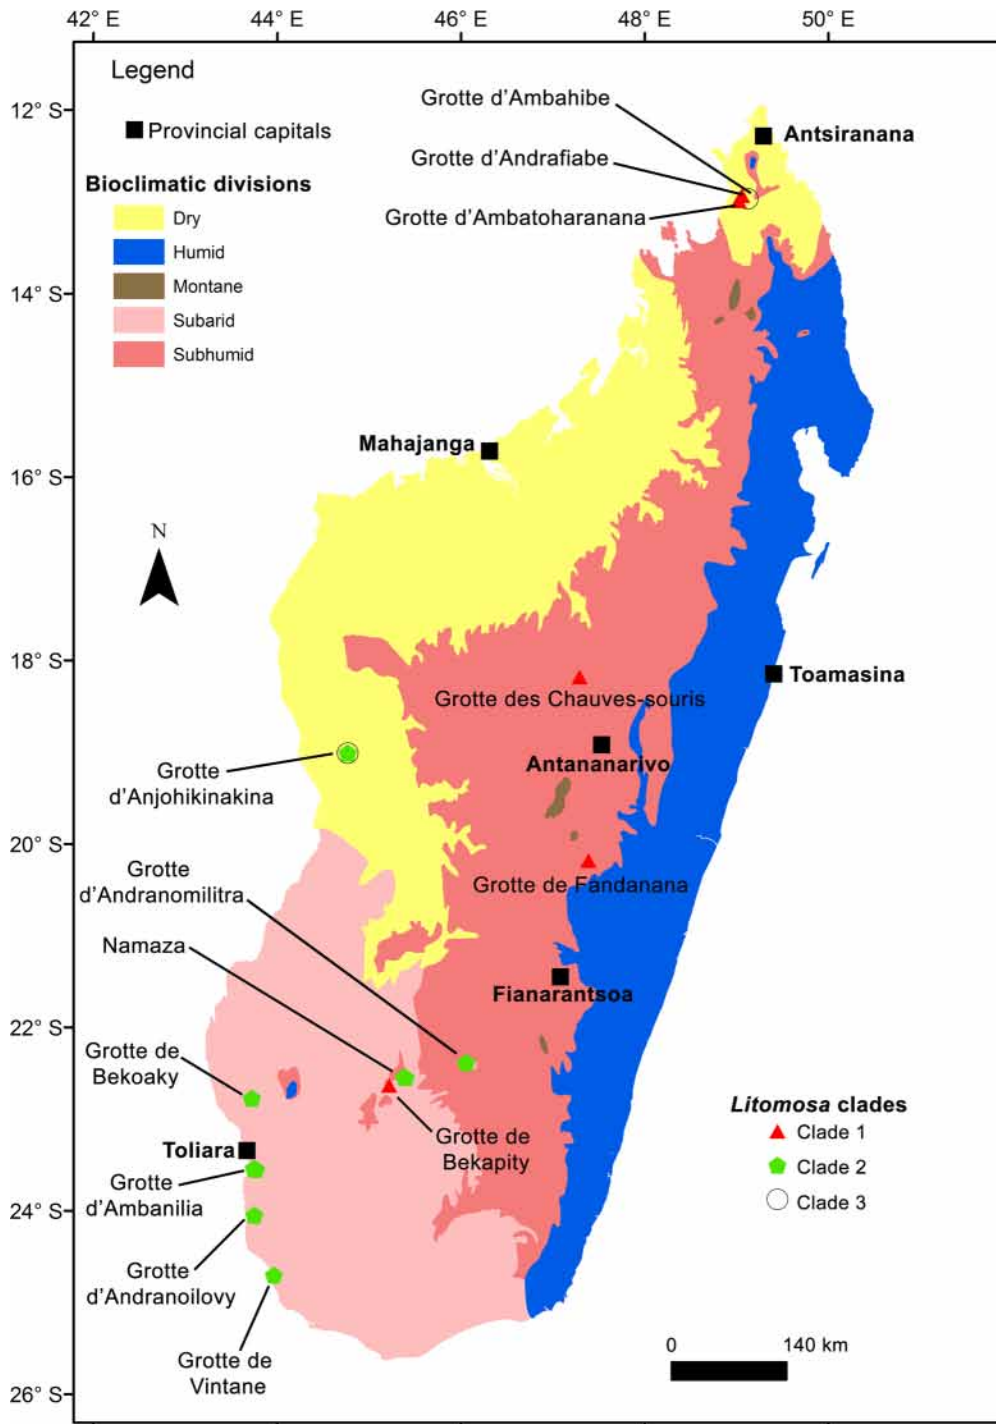 42° E 44° E 46° E 48° E 50° E
Legend
Provincial capitals
Bioclimatic divisions
Dry
Humid
Montane
Subarid
Subhumid
12° S
14° S
16° S
18° S
20° S
22° S
24° S
26° S
Grotte d'Ambahibe
Antsiranana
Grotte d'Andrafiabe
Grotte d'Ambatoharanana
Mahajanga
N
Toamasina
Grotte des Chauves-souris
Antananarivo
Grotte
d'Anjohikinakina
Grotte
d'Andranomilitra
Grotte de Fandanana
Namaza
Fianarantsoa
Grotte de
Bekoaky
Toliara
Grotte de
Bekapity
Grotte
d'Ambanilia
Grotte
d'Andranoilovy
Grotte de
Vintane
Litomosa clades
Clade 1
Clade 2
Clade 3
0 140 km